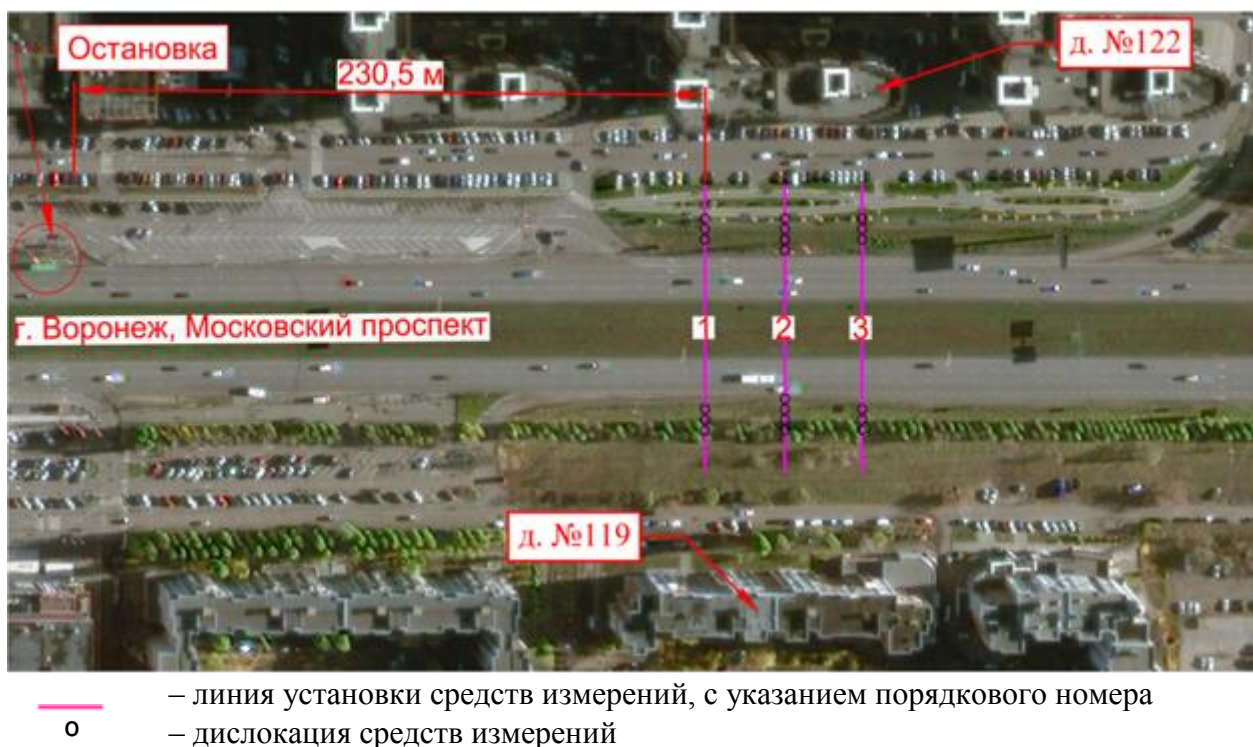 Остановка
230,5 м
д. №122
г. Воронеж, Московский проспект
1
2
3
д. №119
– линия установки средств измерений, с указанием порядкового номера
о – дислокация средств измерений